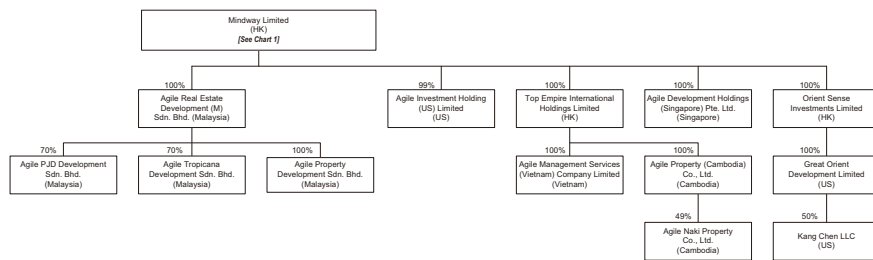 Mindway Limited
(HK)
[See Chart 1]
100%
Agile Real Estate
Development (M)
Sdn. Bhd. (Malaysia)
99%
Agile Investment Holding
(US) Limited
(US)
100%
Top Empire International
Holdings Limited
(HK)
100%
Agile Development Holdings
(Singapore) Pte. Ltd.
(Singapore)
100%
Orient Sense
Investments Limited
(HK)
70%
Agile PJD Development
Sdn. Bhd.
(Malaysia)
70%
Agile Tropicana
Development Sdn. Bhd.
(Malaysia)
100%
Agile Property
Development Sdn. Bhd.
(Malaysia)
100%
Agile Management Services
(Vietnam) Company Limited
(Vietnam)
100%
Agile Property (Cambodia)
Co., Ltd.
(Cambodia)
100%
Great Orient
Development Limited
(US)
49%
Agile Naki Property
Co., Ltd.
(Cambodia)
50%
Kang Chen LLC
(US)